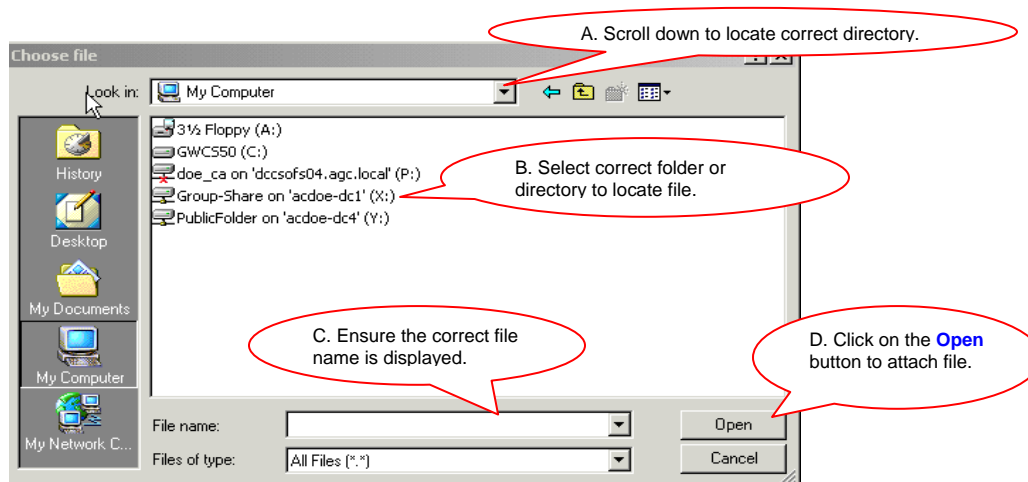 A. Scroll down to locate correct directory.
Choose file
Look in:
My Computer
3½ Floppy (A:)
GWCS50 (C:)
doe_ca on 'dccsofs04.agc.local' (P:)
Group-Share on 'acdoe-dc1' (X:)
PublicFolder on 'acdoe-dc4' (Y:)
B. Select correct folder or
directory to locate file.
History
Desktop
My Documents
My Computer
My Network C...
C. Ensure the correct file
name is displayed.
D. Click on the Open
button to attach file.
File name:
Open
Files of type:
All Files (*.*)
Cancel